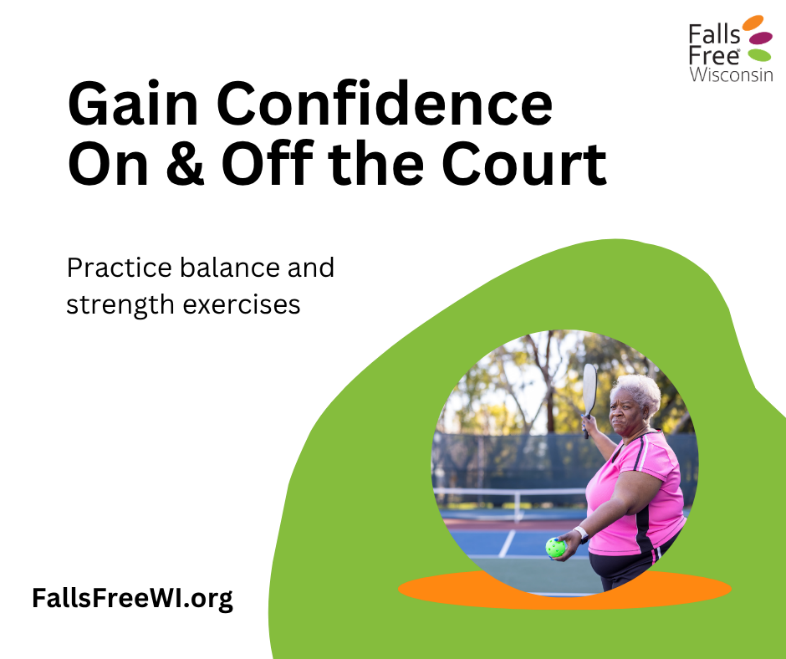 Falls
Free
Wisconsin
Gain Confidence
On & Off the Court
Practice balance and
strength exercises
FallsFreeWI.org